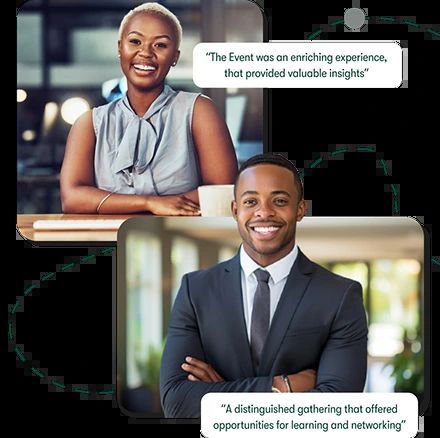 “The Event was an enriching experience,
that provided valuable insights”
“A distinguished gathering that offered
opportunities for learning and networking”